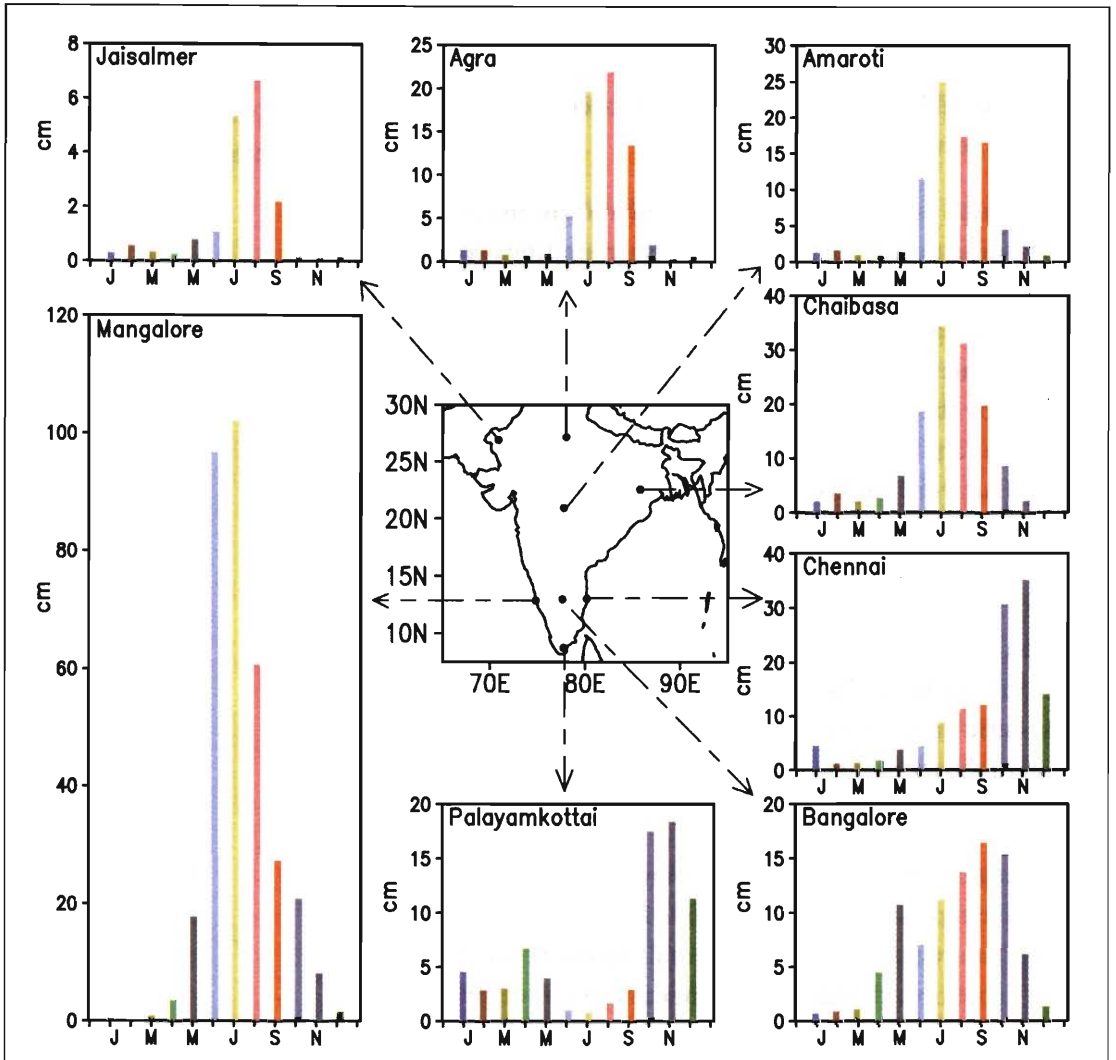 Jaisalmer
8
6
4
2
0
cm
J M M J S N
Agra
25
20
15
10
5
0
cm
J M M J S N
Amaroti
30
25
20
15
10
5
0
cm
J M M J S N
Mangalore
120
100
80
60
40
20
0
cm
J M M J S N
30N
25N
20N
15N
10N
70E 80E 90E
Chaibasa
40
30
20
10
0
cm
J M M J S N
Chennai
40
30
20
10
0
cm
J M M J S N
Palayamkottai
20
15
10
5
0
cm
J M M J S N
Bangalore
20
15
10
5
0
cm
J M M J S N